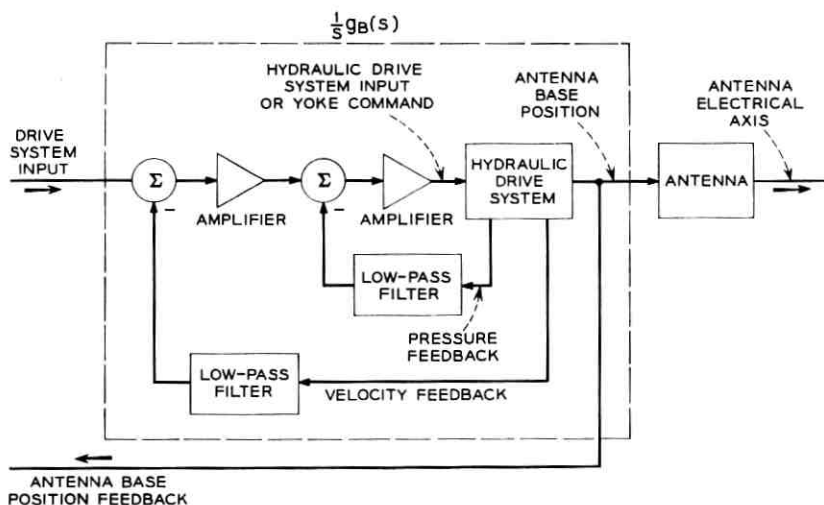 1/s g_B(s)
HYDRAULIC DRIVE
SYSTEM INPUT
OR YOKE COMMAND
ANTENNA
BASE
POSITION
ANTENNA
ELECTRICAL
AXIS
DRIVE
SYSTEM
INPUT
Σ
AMPLIFIER
Σ
AMPLIFIER
HYDRAULIC
DRIVE
SYSTEM
ANTENNA
−
−
LOW-PASS
FILTER
PRESSURE
FEEDBACK
LOW-PASS
FILTER
VELOCITY FEEDBACK
ANTENNA BASE
POSITION FEEDBACK